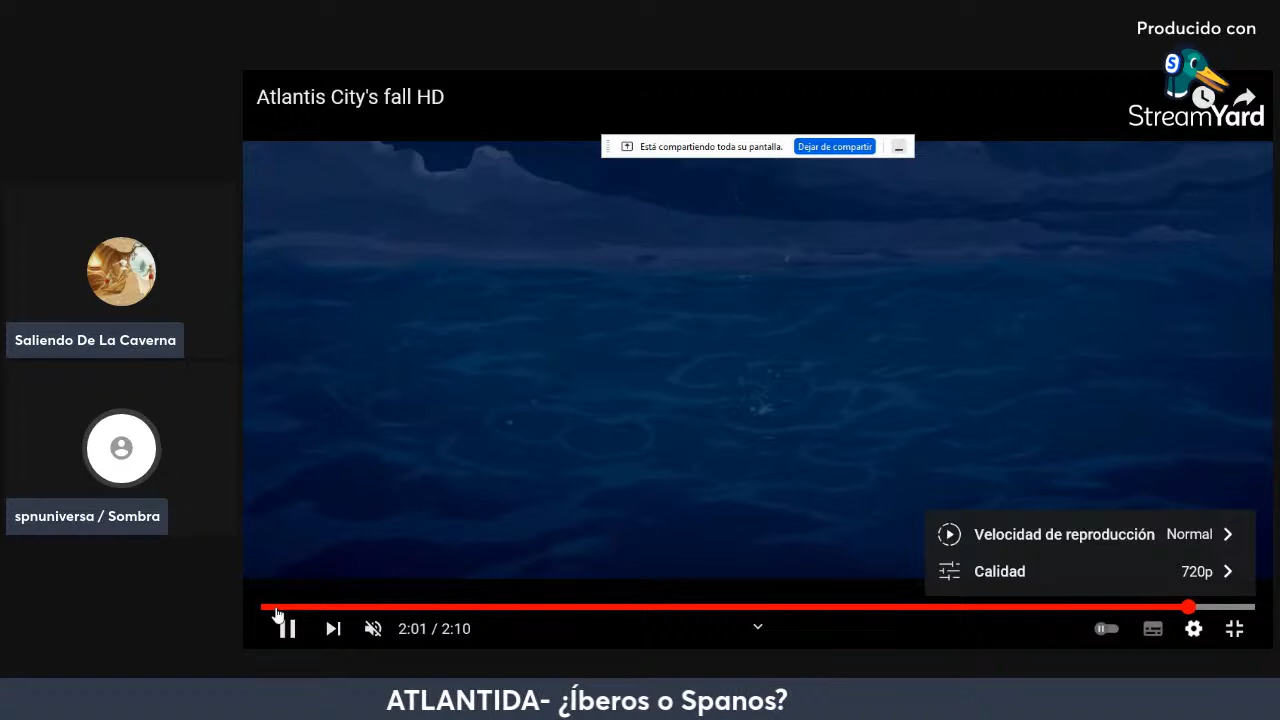 Producido con
StreamYard
Atlantis City's fall HD
Está compartiendo toda su pantalla. Dejar de compartir
Saliendo De La Caverna
spnuniversa / Sombra
Velocidad de reproducción Normal
Calidad 720p
2:01 / 2:10
ATLANTIDA- ¿Íberos o Spanos?